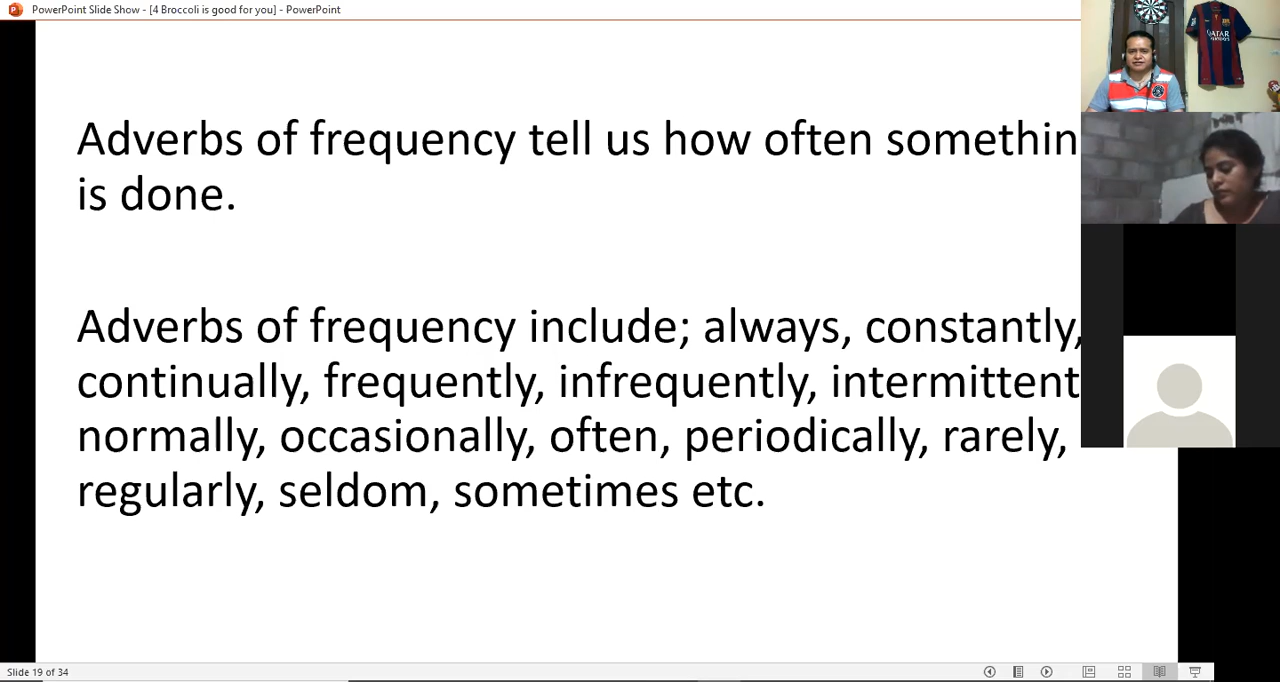 PowerPoint Slide Show - [4 Broccoli is good for you] - PowerPoint
Adverbs of frequency tell us how often somethin
is done.
Adverbs of frequency include; always, constantly,
continually, frequently, infrequently, intermittent
normally, occasionally, often, periodically, rarely,
regularly, seldom, sometimes etc.
QATAR
Slide 19 of 34